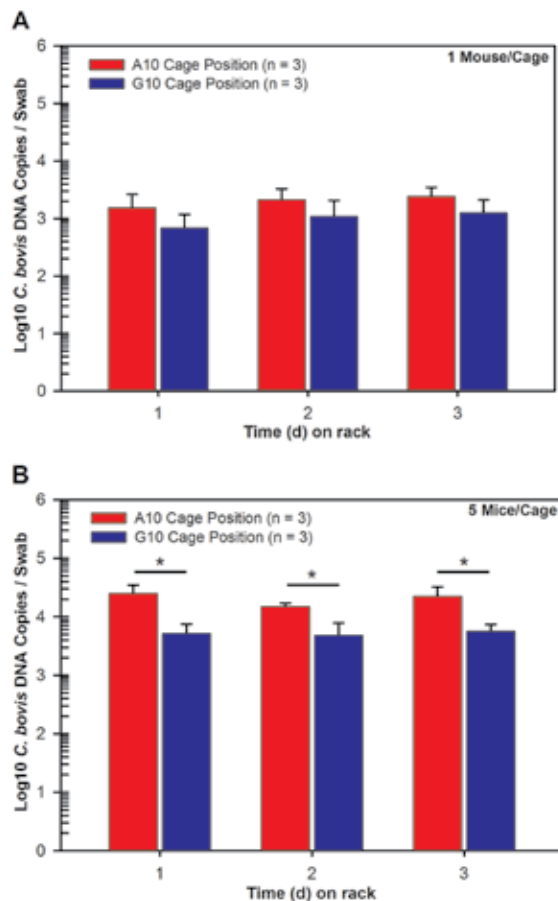 A
6
5
4
3
2
1
0
Log10 C. bovis DNA Copies / Swab
A10 Cage Position (n = 3)
G10 Cage Position (n = 3)
1 Mouse/Cage
1 2 3
Time (d) on rack
B
6
5
4
3
2
1
0
Log10 C. bovis DNA Copies / Swab
A10 Cage Position (n = 3)
G10 Cage Position (n = 3)
5 Mice/Cage
* * *
1 2 3
Time (d) on rack